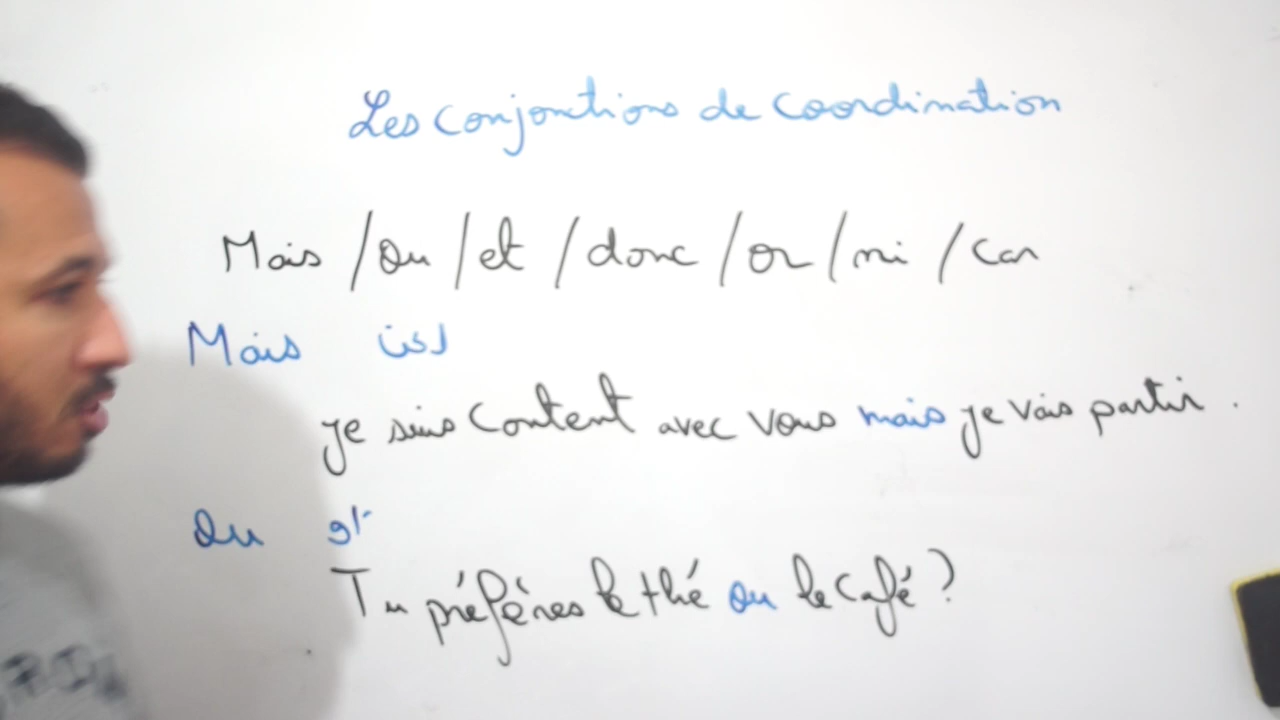 Les conjonctions de coordination
Mais / ou / et / donc / or / ni / car
Mais لكن
je suis content avec vous mais je vais partir .
Ou أو
Tu préfères le thé ou le café ?